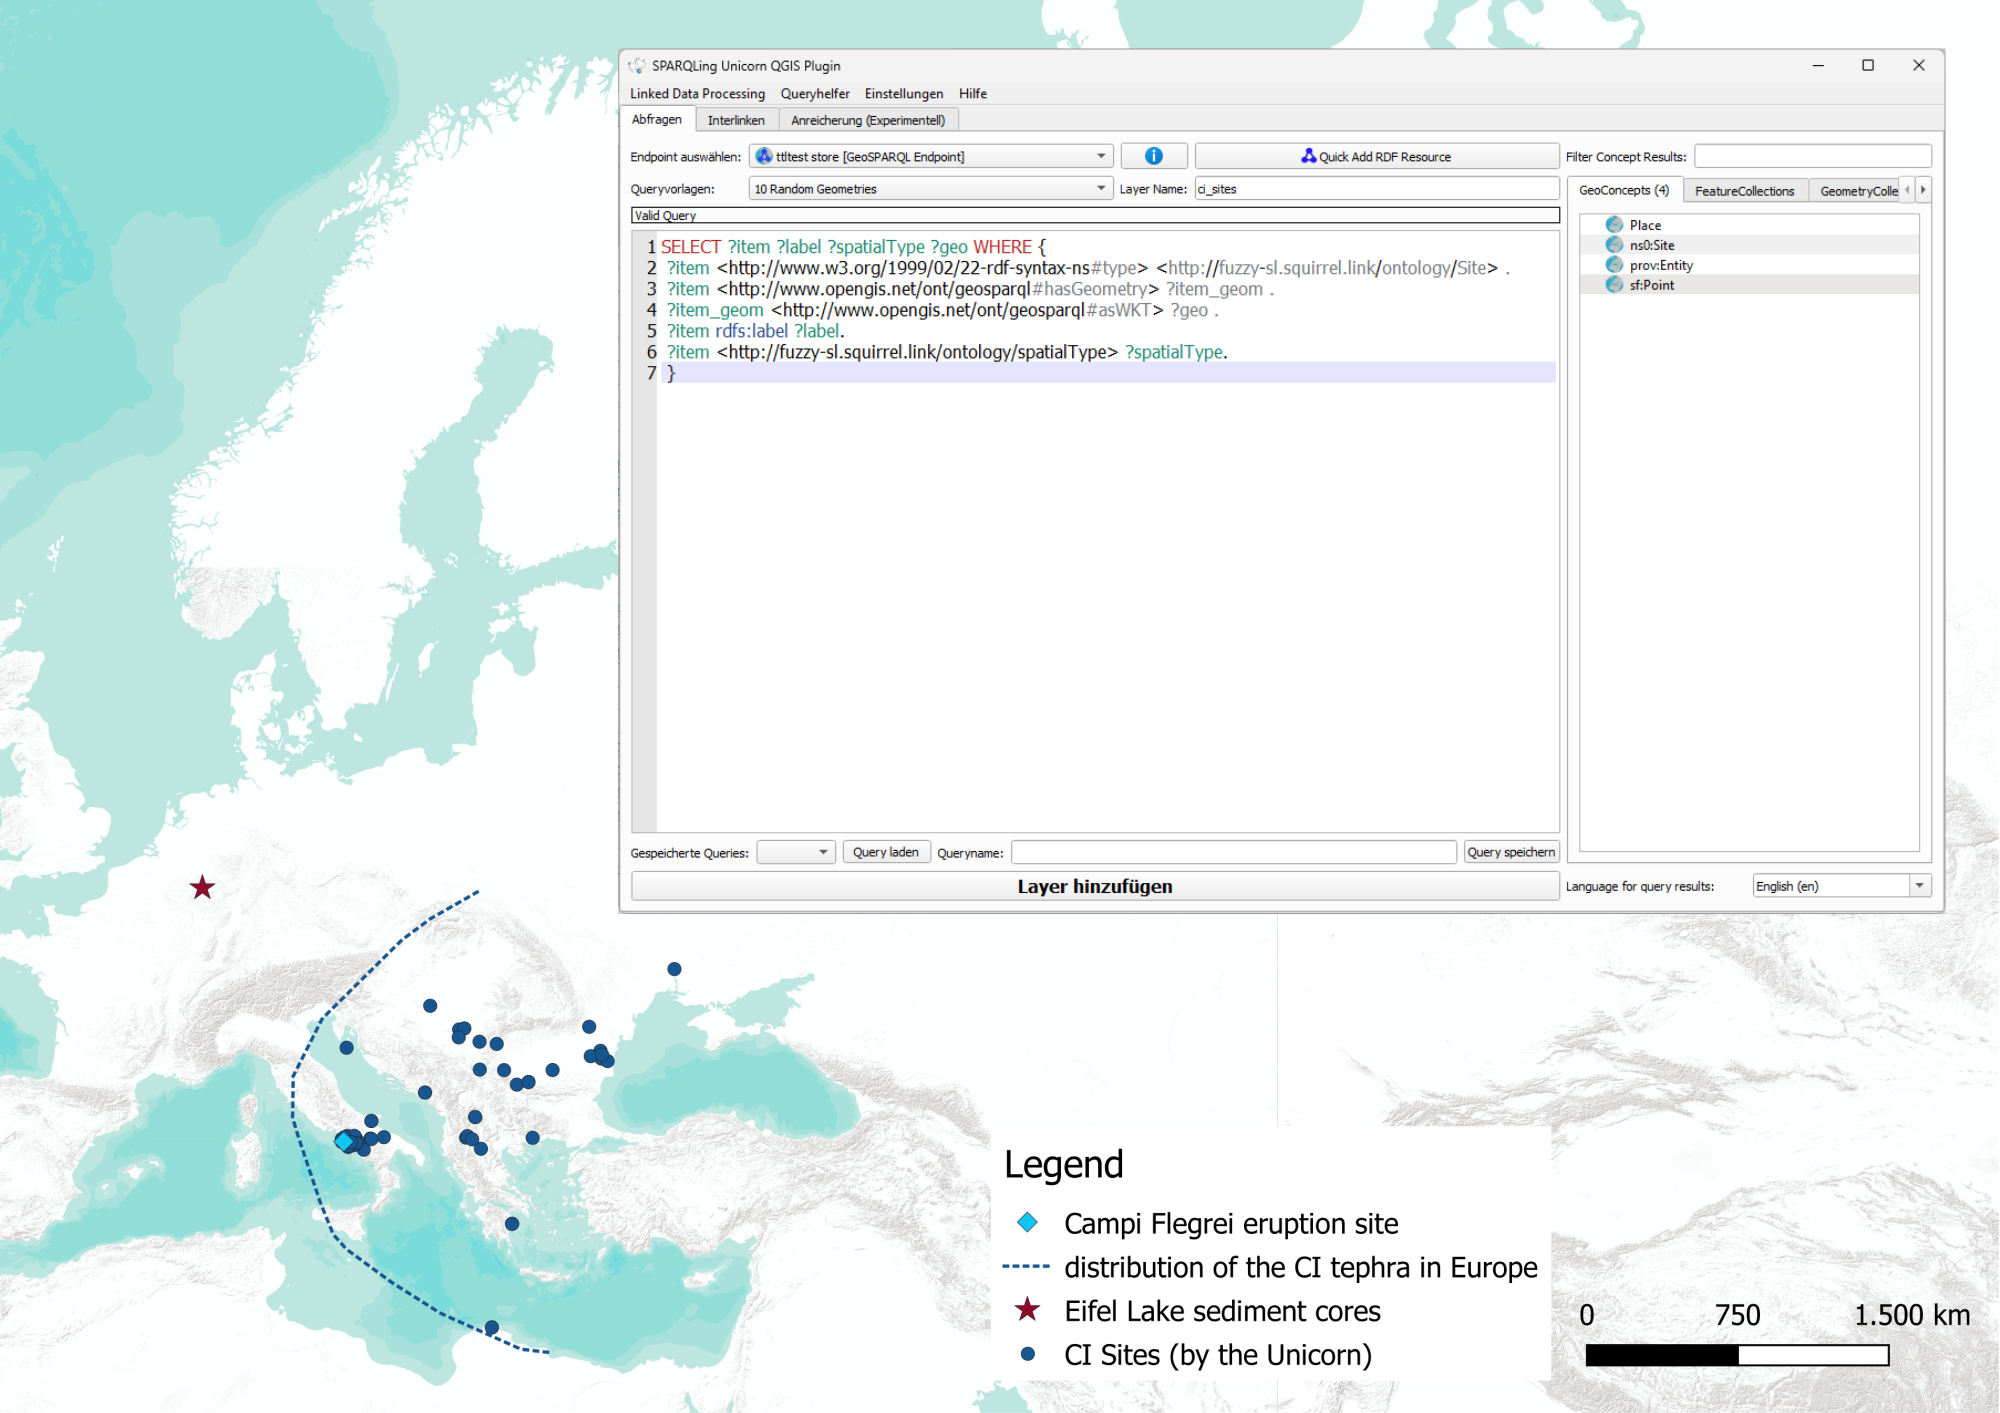 SPARQLing Unicorn QGIS Plugin
Linked Data Processing Queryhelfer Einstellungen Hilfe
Abfragen Interlinken Anreicherung (Experimentell)
Endpoint auswählen: ttltest store [GeoSPARQL Endpoint] Quick Add RDF Resource Filter Concept Results:
Queryvorlagen: 10 Random Geometries Layer Name: ci_sites GeoConcepts (4) FeatureCollections GeometryColle
Valid Query
1 SELECT ?item ?label ?spatialType ?geo WHERE {
2 ?item <http://www.w3.org/1999/02/22-rdf-syntax-ns#type> <http://fuzzy-sl.squirrel.link/ontology/Site> .
3 ?item <http://www.opengis.net/ont/geosparql#hasGeometry> ?item_geom .
4 ?item_geom <http://www.opengis.net/ont/geosparql#asWKT> ?geo .
5 ?item rdfs:label ?label.
6 ?item <http://fuzzy-sl.squirrel.link/ontology/spatialType> ?spatialType.
7 }
Place
ns0:Site
prov:Entity
sf:Point
Gespeicherte Queries: Query laden Queryname: Query speichern
Layer hinzufügen Language for query results: English (en)
Legend
Campi Flegrei eruption site
distribution of the CI tephra in Europe
Eifel Lake sediment cores
CI Sites (by the Unicorn)
0 750 1.500 km